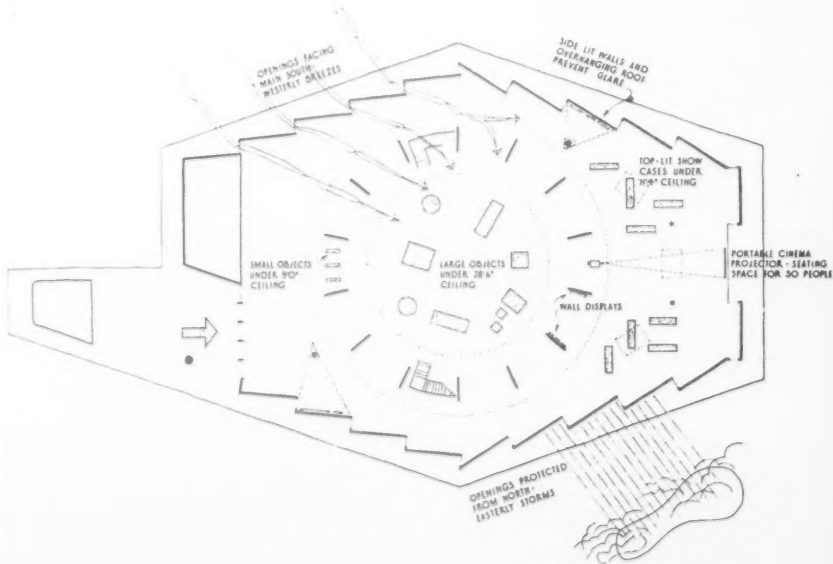 OPENINGS FACING
MAIN SOUTH-
WESTERLY BREEZES
SIDE LIT WALLS AND
OVERHANGING ROOF
PREVENT GLARE
TOP-LIT SHOW
CASES UNDER
11'4" CEILING
SMALL OBJECTS
UNDER 9'0"
CEILING
LARGE OBJECTS
UNDER 28'6"
CEILING
PORTABLE CINEMA
PROJECTOR - SEATING
SPACE FOR 50 PEOPLE
WALL DISPLAYS
OPENINGS PROTECTED
FROM NORTH-
EASTERLY STORMS